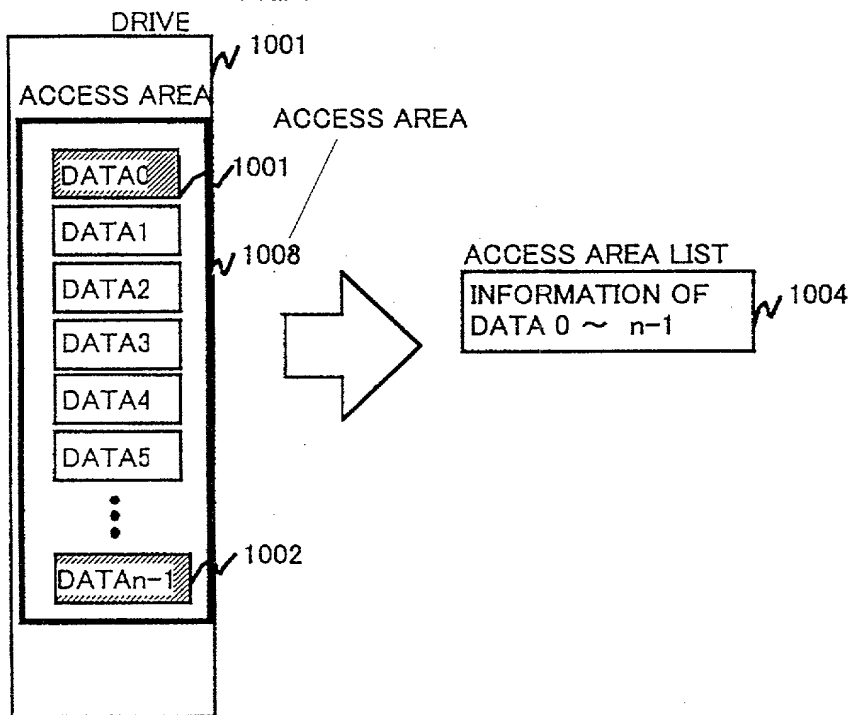 DRIVE
1001
ACCESS AREA
ACCESS AREA
DATA0
1001
DATA1
1008
DATA2
DATA3
DATA4
DATA5
DATAn-1
1002
ACCESS AREA LIST
INFORMATION OF
DATA 0 ~ n-1
1004